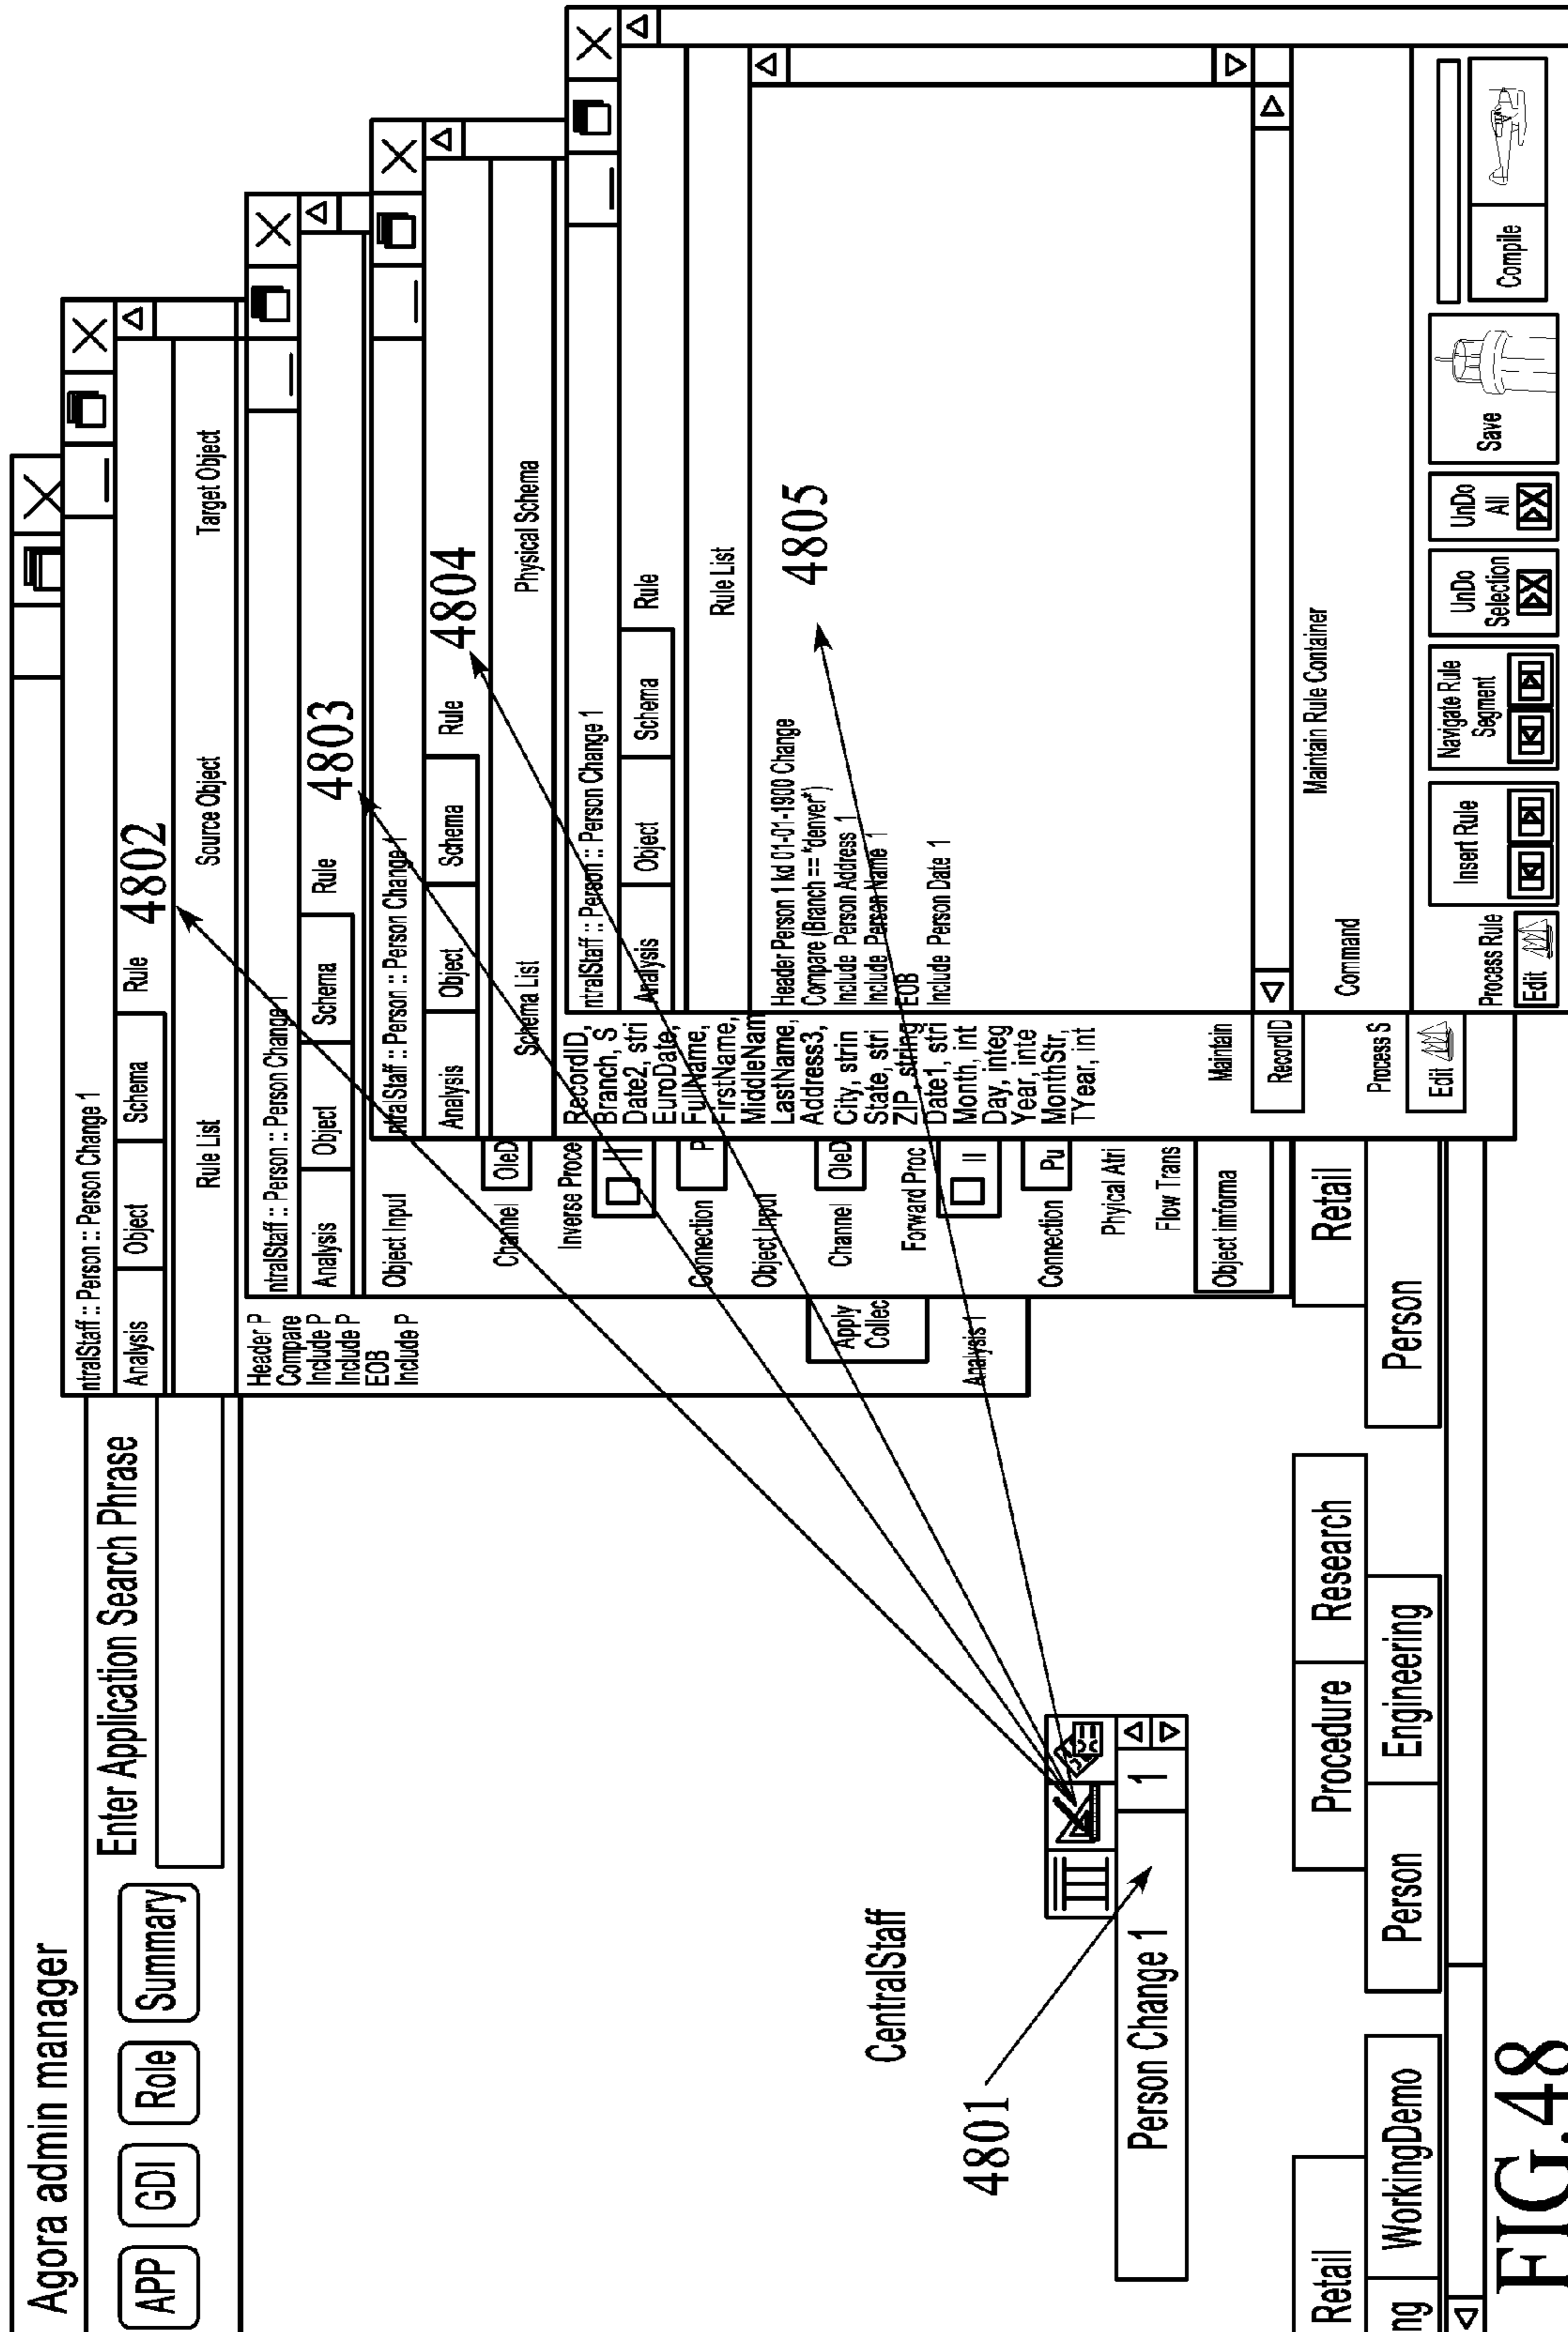 Agora admin manager
APP
GDI
Role
Summary
Enter Application Search Phrase
ntralStaff :: Person :: Person Change 1
Analysis
Object
Schema
Rule
4802
Rule List
Source Object
Target Object
Header P
Compare
Include P
Include P
EOB
Include P
Apply
Collec
Analysis 1
ntralStaff :: Person :: Person Change 1
Analysis
Object
Schema
Rule
4803
Object Input
Channel
OleD
Inverse Proce
Connection
P
Object Input
Channel
OleD
Forward Proc
Connection
Pu
Phyical Atri
Flow Trans
Object imforma
ntralStaff :: Person :: Person Change 1
Analysis
Object
Schema
Rule
4804
Schema List
Physical Schema
RecordID,
Branch, S
Date2, stri
EuroDate,
FullName,
FirstName,
MiddleNam
LastName,
Address3,
City, strin
State, stri
ZIP, string
Date1, stri
Month, int
Day, integ
Year, inte
MonthStr,
TYear, int
Maintain
RecordID
Process S
Edit
ntralStaff :: Person :: Person Change 1
Analysis
Object
Schema
Rule
Rule List
4805
Header Person 1 kd 01-01-1900 Change
Compare (Branch == "denver")
Include Person Address 1
Include Person Name 1
EOB
Include Person Date 1
Maintain Rule Container
Command
Process Rule
Edit
Insert Rule
Navigate Rule
Segment
UnDo
Selection
UnDo
All
Save
Compile
CentralStaff
4801
Person Change 1
1
Retail
Procedure
Research
Retail
ng
WorkingDemo
Person
Engineering
Person
FIG.48